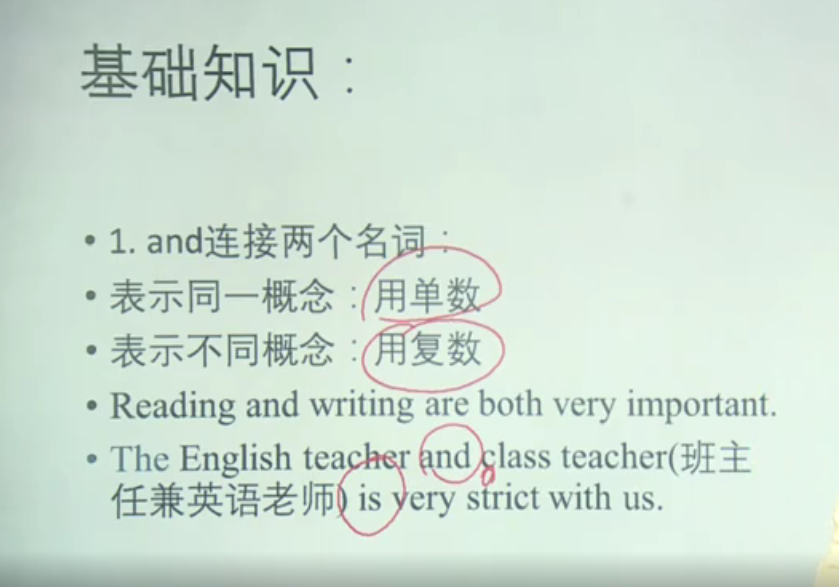 基础知识：
• 1. and连接两个名词：
• 表示同一概念：用单数
• 表示不同概念：用复数
• Reading and writing are both very important.
• The English teacher and class teacher(班主
任兼英语老师) is very strict with us.